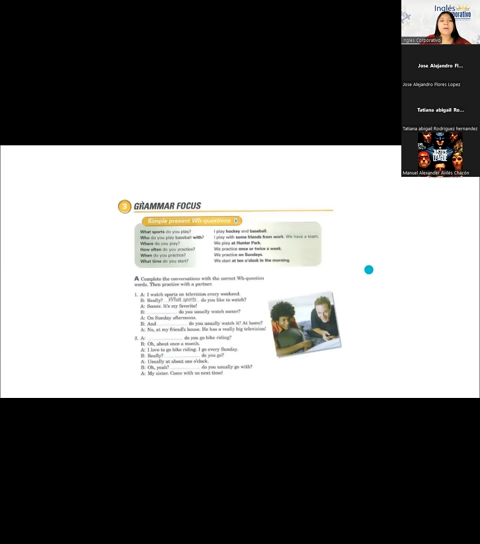 Inglés
Corporativo
Inglés Corporativo
Jose Alejandro Fl...
Jose Alejandro Flores Lopez
Tatiana abigail Ro...
Tatiana abigail Rodriguez hernandez
Manuel Alexander Avilés Chacón
3 GRAMMAR FOCUS
Simple present Wh-questions
What sports do you play? I play hockey and baseball.
Who do you play baseball with? I play with some friends from work. We have a team.
Where do you play? We play at Hunter Park.
How often do you practice? We practice once or twice a week.
When do you practice? We practice on Sundays.
What time do you start? We start at ten o'clock in the morning.
A Complete the conversations with the correct Wh-question
words. Then practice with a partner.
1. A: I watch sports on television every weekend.
B: Really? What sports do you like to watch?
A: Soccer. It's my favorite!
B: do you usually watch soccer?
A: On Sunday afternoons.
B: And do you usually watch it? At home?
A: No, at my friend's house. He has a really big television!
2. A: do you go bike riding?
B: Oh, about once a month.
A: I love to go bike riding. I go every Sunday.
B: Really? do you go?
A: Usually at about one o'clock.
B: Oh, yeah? do you usually go with?
A: My sister. Come with us next time!